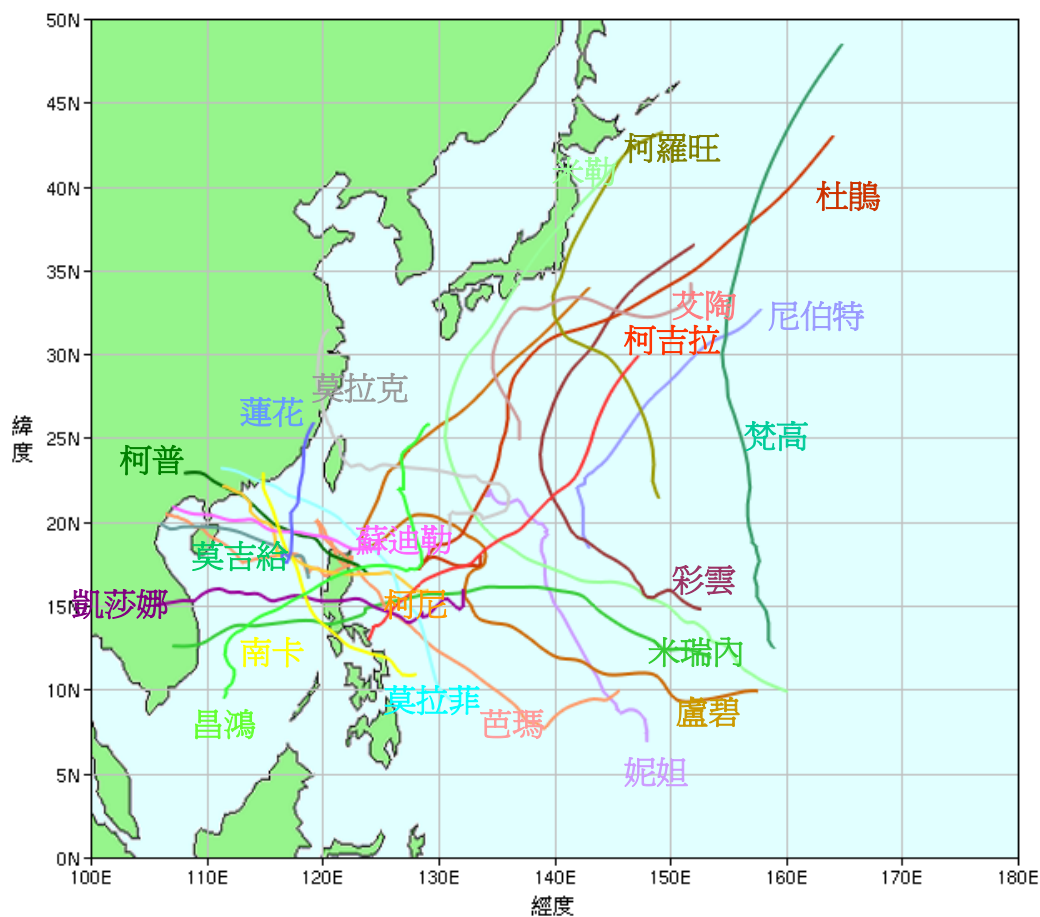 50N
45N
柯羅旺
米勒
40N
杜鵑
35N
艾陶
尼伯特
柯吉拉
30N
莫拉克
蓮花
緯度
25N
梵高
柯普
20N
蘇迪勒
莫吉給
彩雲
凱莎娜
15N
柯尼
南卡
米瑞內
10N
莫拉菲
盧碧
昌鴻
芭瑪
妮妲
5N
0N
100E 110E 120E 130E 140E 150E 160E 170E 180E
經度